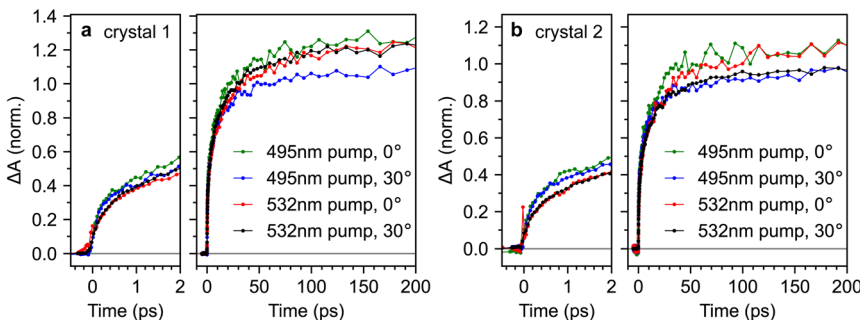 a crystal 1
ΔA (norm.)
1.4
1.2
1.0
0.8
0.6
0.4
0.2
0.0
495nm pump, 0°
495nm pump, 30°
532nm pump, 0°
532nm pump, 30°
0 1 2
0 50 100 150 200
Time (ps) Time (ps)
b crystal 2
ΔA (norm.)
1.2
1.0
0.8
0.6
0.4
0.2
0.0
495nm pump, 0°
495nm pump, 30°
532nm pump, 0°
532nm pump, 30°
0 1 2
0 50 100 150 200
Time (ps) Time (ps)